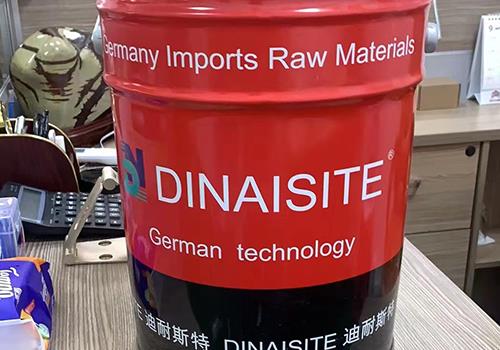 Germany Imports Raw Materials
DINAISITE®
German technology
迪耐斯特 DINAISITE 迪耐斯特